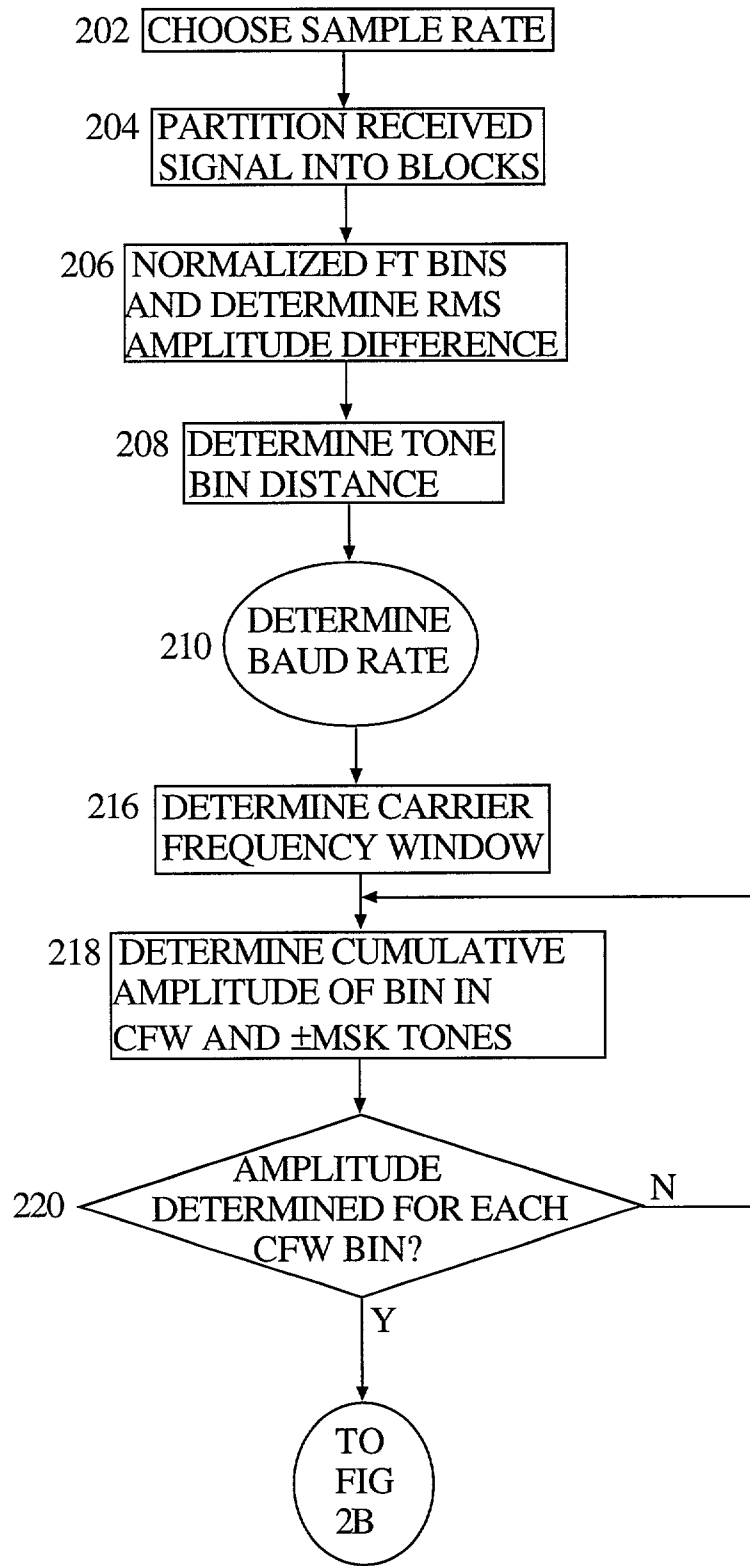 202 CHOOSE SAMPLE RATE
204 PARTITION RECEIVED
SIGNAL INTO BLOCKS
206 NORMALIZED FT BINS
AND DETERMINE RMS
AMPLITUDE DIFFERENCE
208 DETERMINE TONE
BIN DISTANCE
DETERMINE
210 BAUD RATE
216 DETERMINE CARRIER
FREQUENCY WINDOW
218 DETERMINE CUMULATIVE
AMPLITUDE OF BIN IN
CFW AND ±MSK TONES
AMPLITUDE
220 DETERMINED FOR EACH N
CFW BIN?
Y
TO
FIG
2B